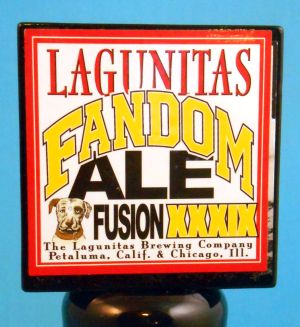 LAGUNITAS
FANDOM
ALE
FUSION XXXIX
The Lagunitas Brewing Company
Petaluma, Calif. & Chicago, Ill.